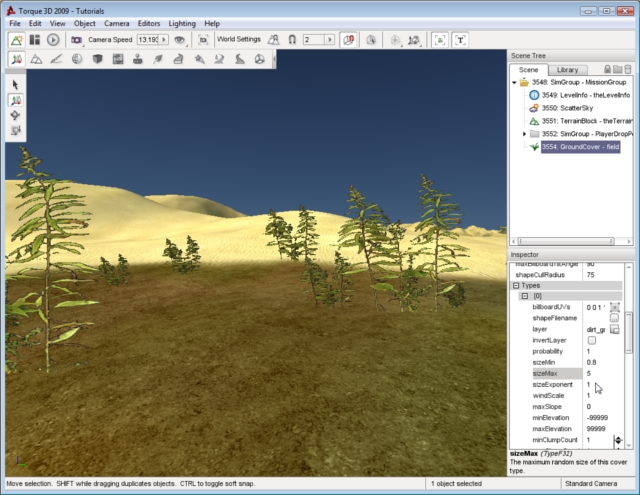 Torque 3D 2009 - Tutorials
File Edit View Object Camera Editors Lighting Help
Camera Speed 13.193 World Settings 2
Scene Tree
Scene Library
3548: SimGroup - MissionGroup
3549: LevelInfo - theLevelInfo
3550: ScatterSky
3551: TerrainBlock - theTerrain
3552: SimGroup - PlayerDropP
3554: GroundCover - field
Inspector
maxBillboardTiltAngle 90
shapeCullRadius 75
Types
[0]
billboardUVs 0 0 1
shapeFilename
layer dirt_g
invertLayer
probability 1
sizeMin 0.8
sizeMax 5
sizeExponent 1
windScale 1
maxSlope 0
minElevation -99999
maxElevation 99999
minClumpCount 1
sizeMax (TypeF32)
The maximum random size of this cover type.
Move selection. SHIFT while dragging duplicates objects. CTRL to toggle soft snap. 1 object selected Standard Camera